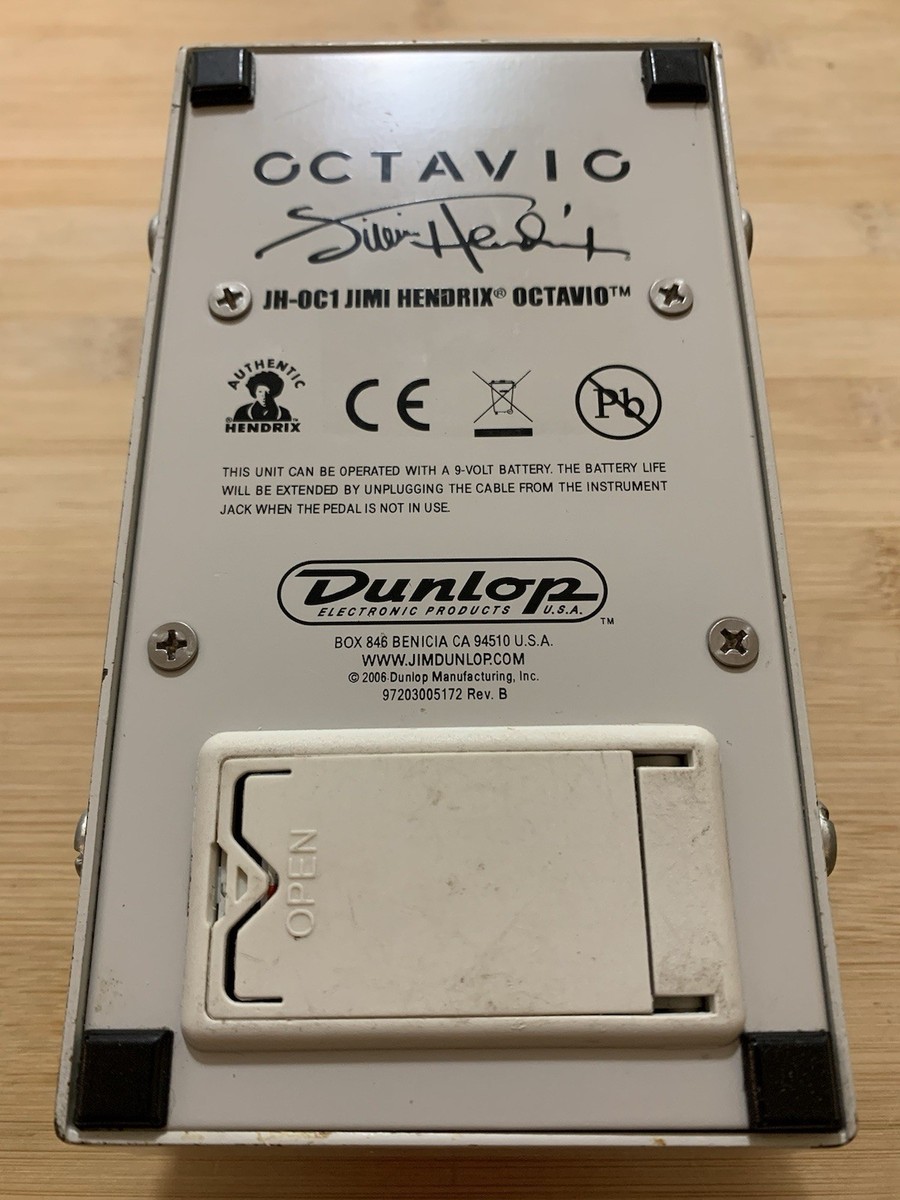 OCTAVIO
Jimi Hendrix
JH-OC1 JIMI HENDRIX® OCTAVIO™
AUTHENTIC
HENDRIX
CE
Pb
THIS UNIT CAN BE OPERATED WITH A 9-VOLT BATTERY. THE BATTERY LIFE
WILL BE EXTENDED BY UNPLUGGING THE CABLE FROM THE INSTRUMENT
JACK WHEN THE PEDAL IS NOT IN USE.
Dunlop
ELECTRONIC PRODUCTS U.S.A. ™
BOX 846 BENICIA CA 94510 U.S.A.
WWW.JIMDUNLOP.COM
© 2006 Dunlop Manufacturing, Inc.
97203005172 Rev. B
OPEN